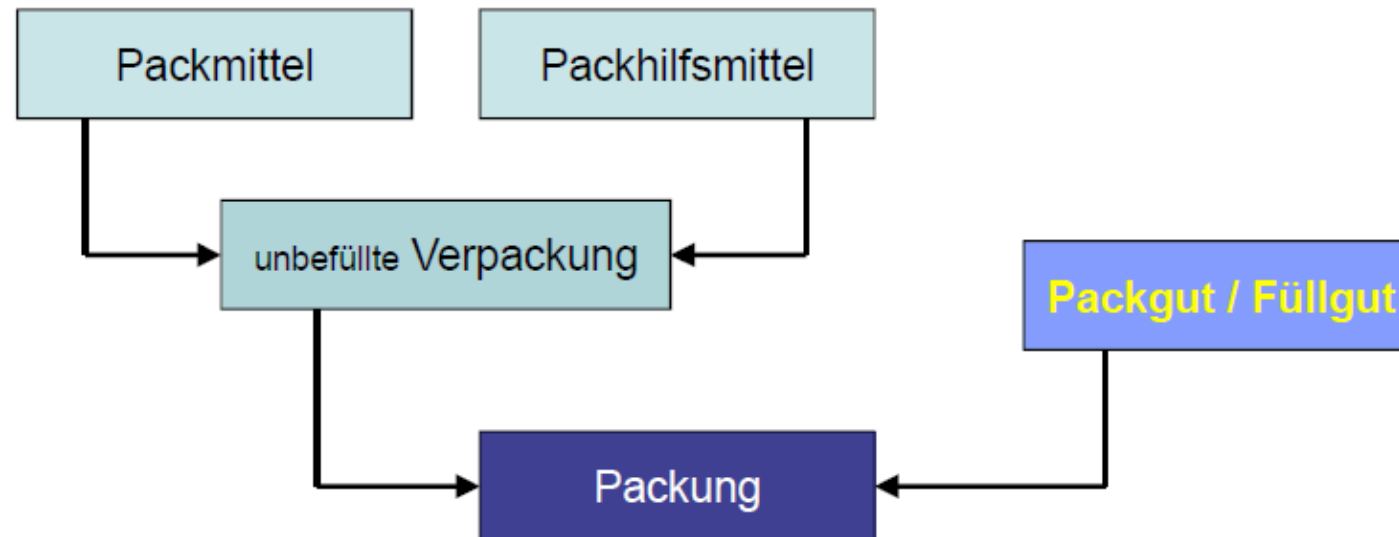 Packmittel
Packhilfsmittel
unbefüllte Verpackung
Packgut / Füllgut
Packung